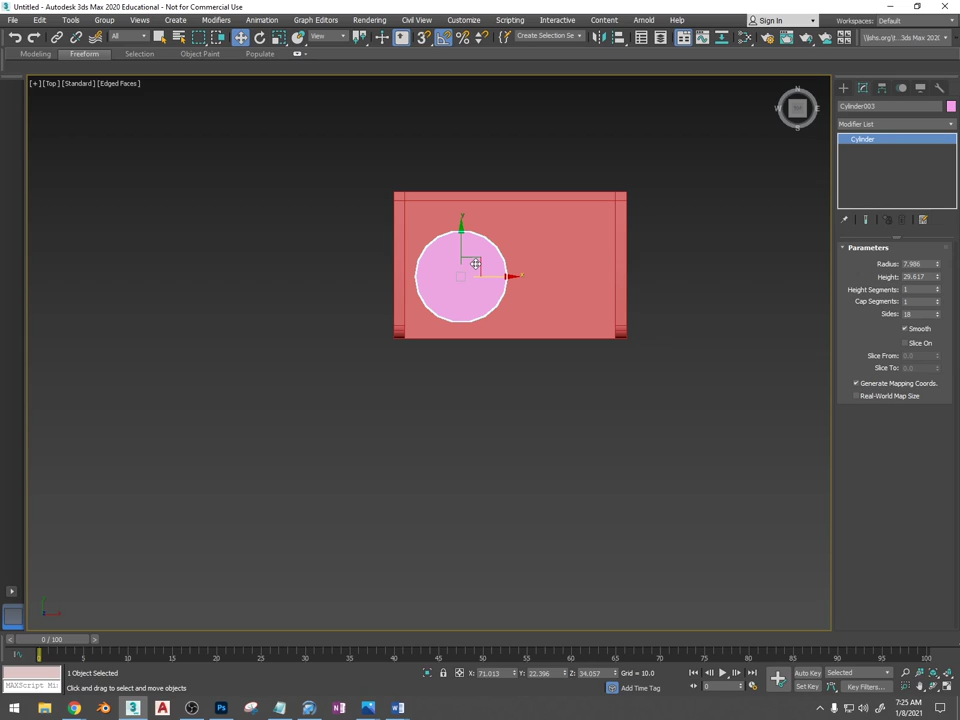 Untitled - Autodesk 3ds Max 2020 Educational - Not for Commercial Use
File Edit Tools Group Views Create Modifiers Animation Graph Editors Rendering Civil View Customize Scripting Interactive Content Arnold Help Sign In Workspaces: Default
All View Create Selection Se
Modeling Freeform Selection Object Paint Populate
[+] [Top] [Standard] [Edged Faces]
N
W E
S
Cylinder003
Modifier List
Cylinder
Parameters
Radius: 7.986
Height: 29.617
Height Segments: 1
Cap Segments: 1
Sides: 18
Smooth
Slice On
Slice From: 0.0
Slice To: 0.0
Generate Mapping Coords.
Real-World Map Size
y
0 / 100
0 5 10 15 20 25 30 35 40 45 50 55 60 65 70 75 80 85 90 95 100
1 Object Selected X: 71.013 Y: 22.396 Z: 34.057 Grid = 10.0 Auto Key Selected
MAXScript Mi Click and drag to select and move objects Add Time Tag 0 Set Key Key Filters...
7:25 AM
1/8/2021